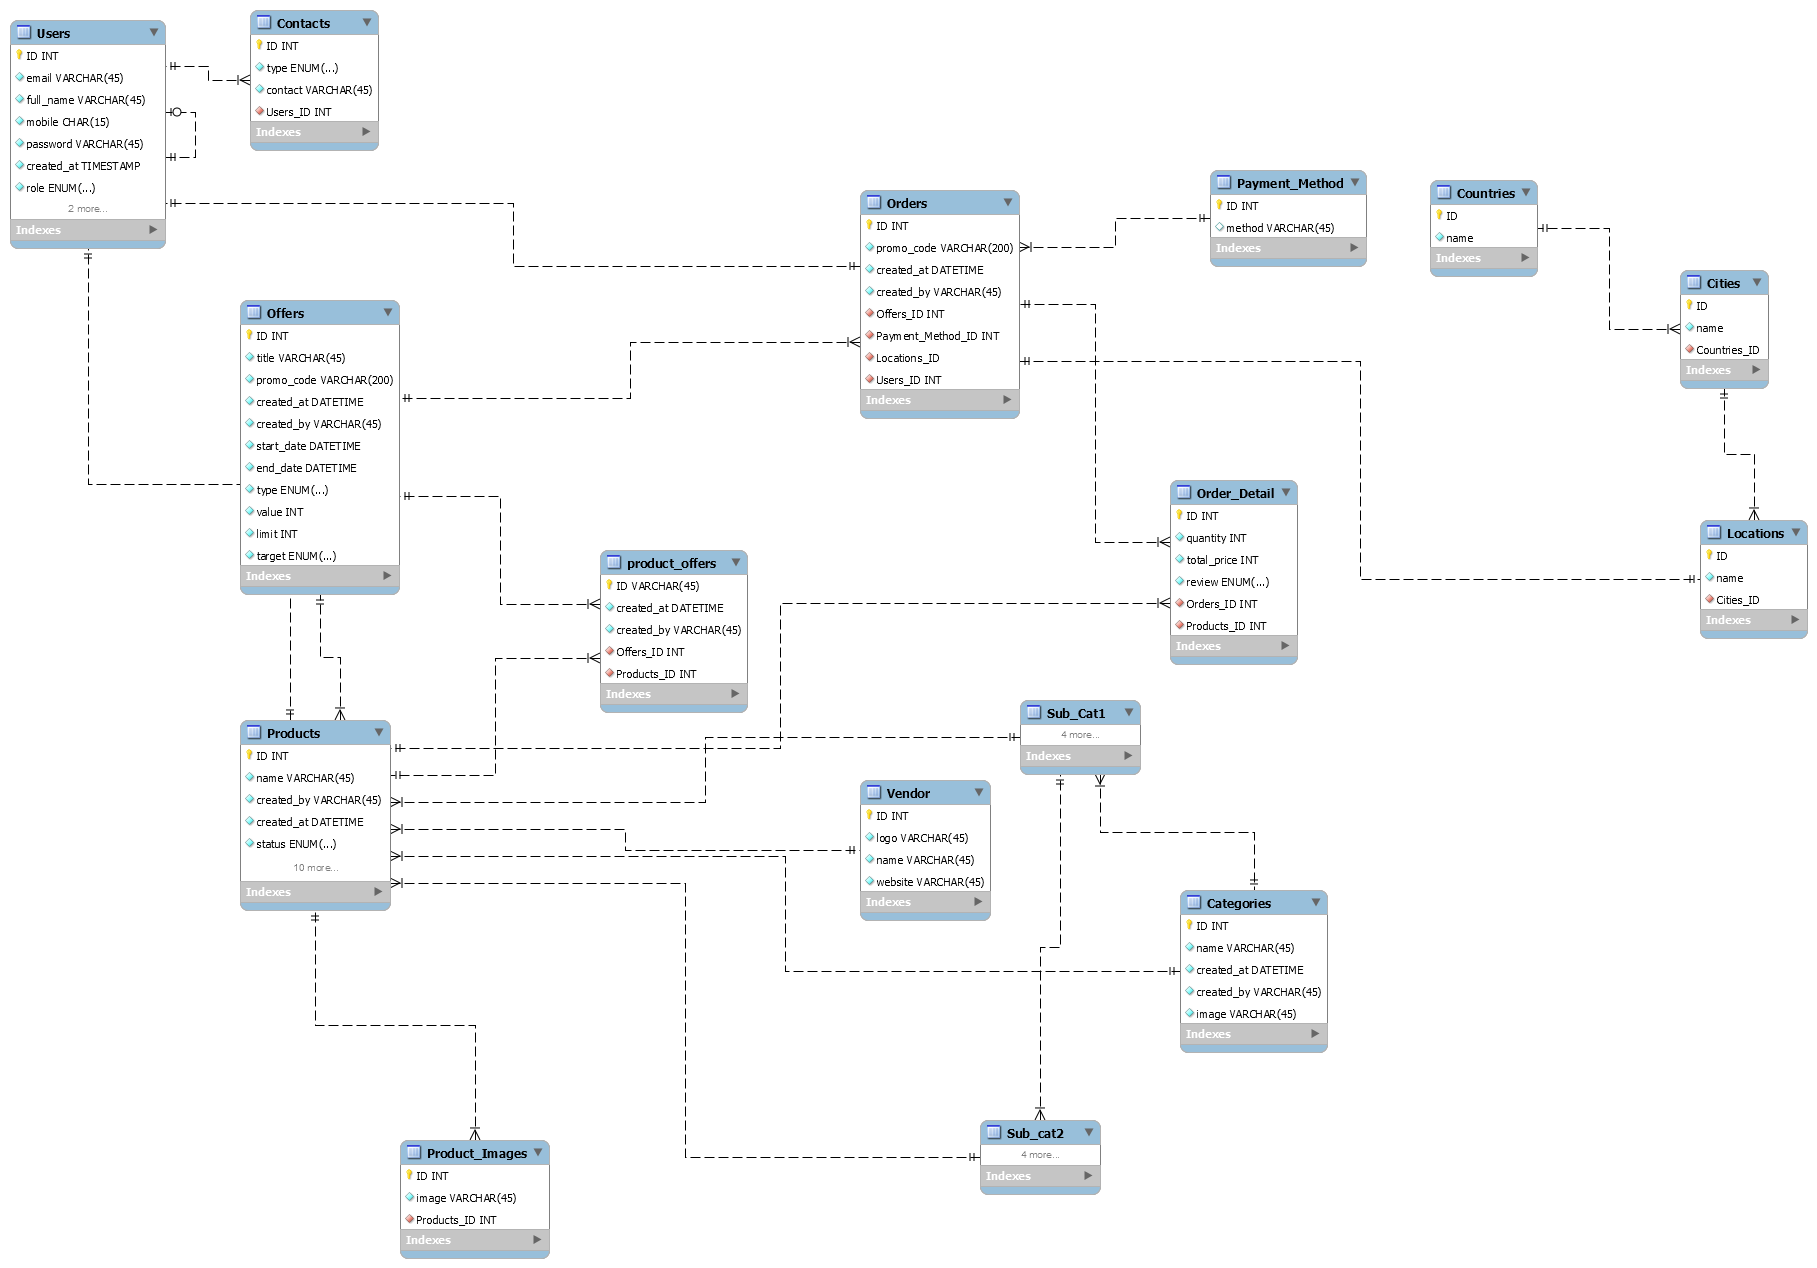 Users
ID INT
email VARCHAR(45)
full_name VARCHAR(45)
mobile CHAR(15)
password VARCHAR(45)
created_at TIMESTAMP
role ENUM(...)
2 more...
Indexes
Contacts
ID INT
type ENUM(...)
contact VARCHAR(45)
Users_ID INT
Indexes
Orders
ID INT
promo_code VARCHAR(200)
created_at DATETIME
created_by VARCHAR(45)
Offers_ID INT
Payment_Method_ID INT
Locations_ID
Users_ID INT
Indexes
Payment_Method
ID INT
method VARCHAR(45)
Indexes
Countries
ID
name
Indexes
Cities
ID
name
Countries_ID
Indexes
Offers
ID INT
title VARCHAR(45)
promo_code VARCHAR(200)
created_at DATETIME
created_by VARCHAR(45)
start_date DATETIME
end_date DATETIME
type ENUM(...)
value INT
limit INT
target ENUM(...)
Indexes
product_offers
ID VARCHAR(45)
created_at DATETIME
created_by VARCHAR(45)
Offers_ID INT
Products_ID INT
Indexes
Order_Detail
ID INT
quantity INT
total_price INT
review ENUM(...)
Orders_ID INT
Products_ID INT
Indexes
Locations
ID
name
Cities_ID
Indexes
Products
ID INT
name VARCHAR(45)
created_by VARCHAR(45)
created_at DATETIME
status ENUM(...)
10 more...
Indexes
Sub_Cat1
4 more...
Indexes
Vendor
ID INT
logo VARCHAR(45)
name VARCHAR(45)
website VARCHAR(45)
Indexes
Categories
ID INT
name VARCHAR(45)
created_at DATETIME
created_by VARCHAR(45)
image VARCHAR(45)
Indexes
Product_Images
ID INT
image VARCHAR(45)
Products_ID INT
Indexes
Sub_cat2
4 more...
Indexes